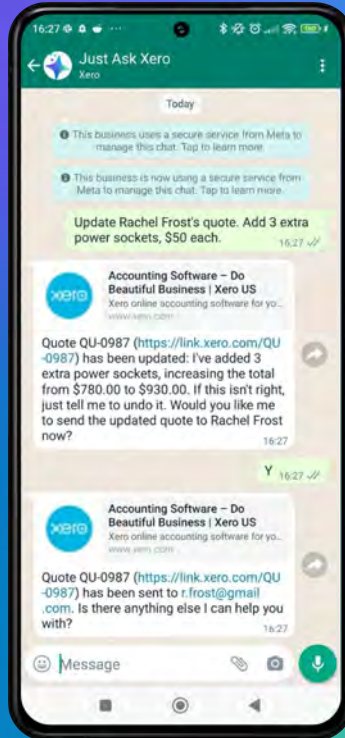 16:27
Just Ask Xero
Xero
Today
This business uses a secure service from Meta to
manage this chat. Tap to learn more.
This business is now using a secure service from
Meta to manage this chat. Tap to learn more.
Update Rachel Frost's quote. Add 3 extra
power sockets, $50 each.
16:27
xero
Accounting Software – Do
Beautiful Business | Xero US
Xero online accounting software for yo...
www.xero.com
Quote QU-0987 (https://link.xero.com/QU
-0987) has been updated: I've added 3
extra power sockets, increasing the total
from $780.00 to $930.00. If this isn't right,
just tell me to undo it. Would you like me
to send the updated quote to Rachel Frost
now?
16:27
Y
16:27
xero
Accounting Software – Do
Beautiful Business | Xero US
Xero online accounting software for yo...
www.xero.com
Quote QU-0987 (https://link.xero.com/QU
-0987) has been sent to r.frost@gmail
.com. Is there anything else I can help you
with?
16:27
Message